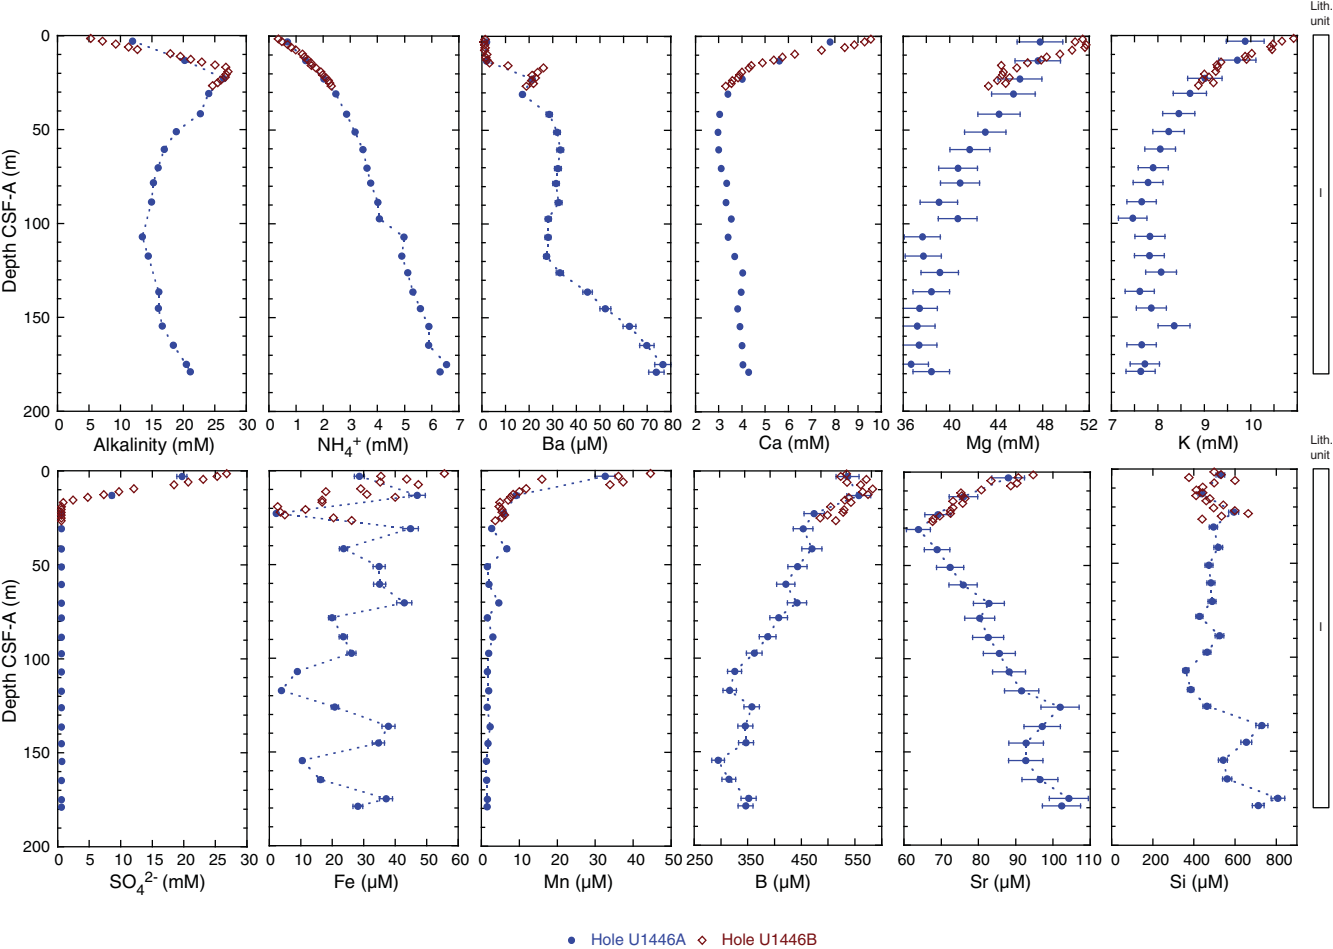 Lith.
unit
0
50
100
150
200
Depth CSF-A (m)
0 5 10 15 20 25 30
Alkalinity (mM)
0 1 2 3 4 5 6 7
NH₄⁺ (mM)
0 10 20 30 40 50 60 70 80
Ba (µM)
2 3 4 5 6 7 8 9 10
Ca (mM)
36 40 44 48 52
Mg (mM)
7 8 9 10
K (mM)
I
Lith.
unit
0
50
100
150
200
Depth CSF-A (m)
0 5 10 15 20 25 30
SO₄²⁻ (mM)
0 10 20 30 40 50 60
Fe (µM)
0 10 20 30 40 50
Mn (µM)
250 350 450 550
B (µM)
60 70 80 90 100 110
Sr (µM)
0 200 400 600 800
Si (µM)
I
Hole U1446A Hole U1446B